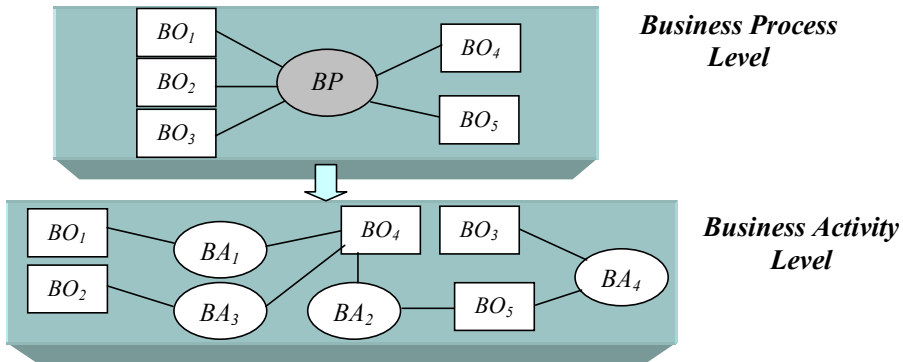 BO1
BO2
BO3
BP
BO4
BO5
Business Process
Level
BO1
BO2
BA1
BA3
BO4
BA2
BO3
BO5
BA4
Business Activity
Level